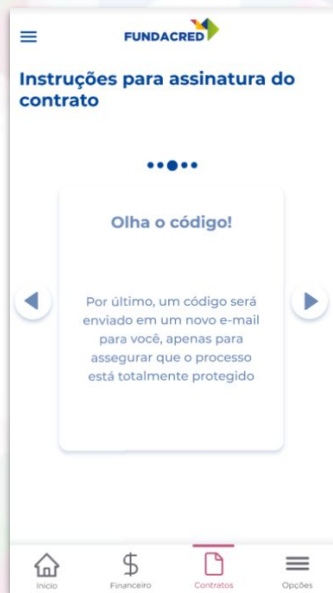 FUNDACRED
Instruções para assinatura do
contrato
Olha o código!
Por último, um código será
enviado em um novo e-mail
para você, apenas para
assegurar que o processo
está totalmente protegido
Início
Financeiro
Contratos
Opções